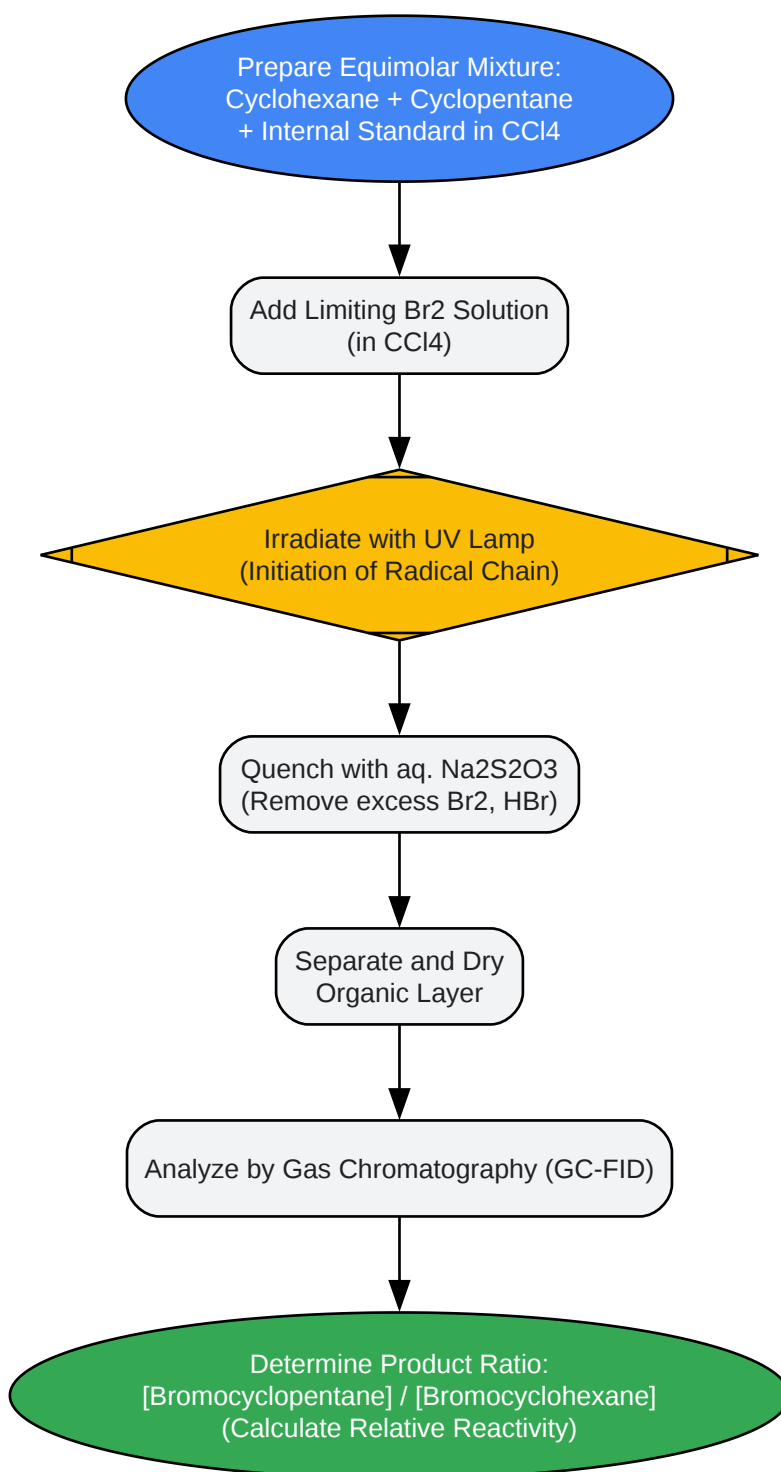 Prepare Equimolar Mixture:
Cyclohexane + Cyclopentane
+ Internal Standard in CCl4
Add Limiting Br2 Solution
(in CCl4)
Irradiate with UV Lamp
(Initiation of Radical Chain)
Quench with aq. Na2S2O3
(Remove excess Br2, HBr)
Separate and Dry
Organic Layer
Analyze by Gas Chromatography (GC-FID)
Determine Product Ratio:
[Bromocyclopentane] / [Bromocyclohexane]
(Calculate Relative Reactivity)